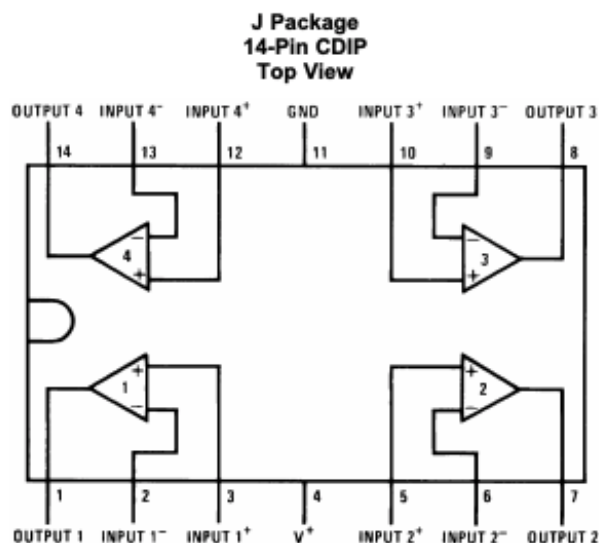 J Package
14-Pin CDIP
Top View
OUTPUT 4 INPUT 4⁻ INPUT 4⁺ GND INPUT 3⁺ INPUT 3⁻ OUTPUT 3
14 13 12 11 10 9 8
− −
4 3
+ +
+ +
1 2
− −
1 2 3 4 5 6 7
OUTPUT 1 INPUT 1⁻ INPUT 1⁺ V⁺ INPUT 2⁺ INPUT 2⁻ OUTPUT 2